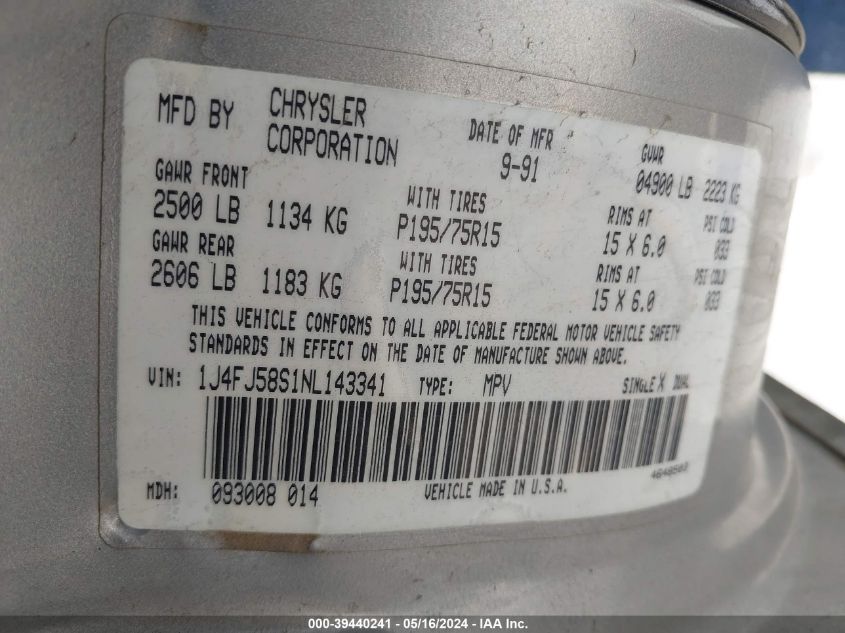 MFD BY CHRYSLER CORPORATION DATE OF MFR 9-91 GVWR 04900 LB 2223 KG
GAWR FRONT WITH TIRES RIMS AT PSI COLD
2500 LB 1134 KG P195/75R15 15 X 6.0 033
GAWR REAR WITH TIRES RIMS AT PSI COLD
2606 LB 1183 KG P195/75R15 15 X 6.0 033
THIS VEHICLE CONFORMS TO ALL APPLICABLE FEDERAL MOTOR VEHICLE SAFETY
STANDARDS IN EFFECT ON THE DATE OF MANUFACTURE SHOWN ABOVE.
VIN: 1J4FJ58S1NL143341 TYPE: MPV SINGLE X DUAL
MDH: 093008 014 VEHICLE MADE IN U.S.A.
000-39440241 - 05/16/2024 - IAA Inc.